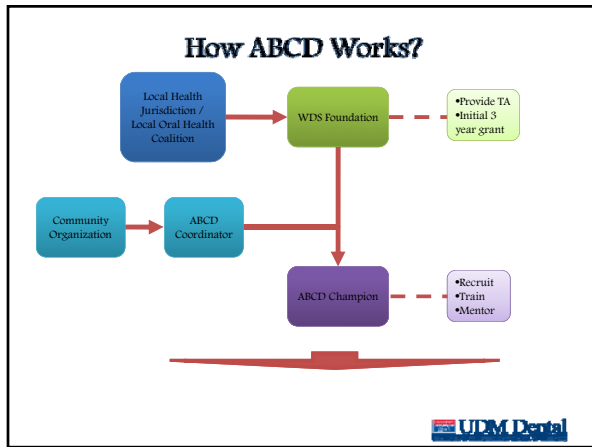 How ABCD Works?
Local Health
Jurisdiction /
Local Oral Health
Coalition
WDS Foundation
•Provide TA
•Initial 3
year grant
Community
Organization
ABCD
Coordinator
ABCD Champion
•Recruit
•Train
•Mentor
UDM Dental